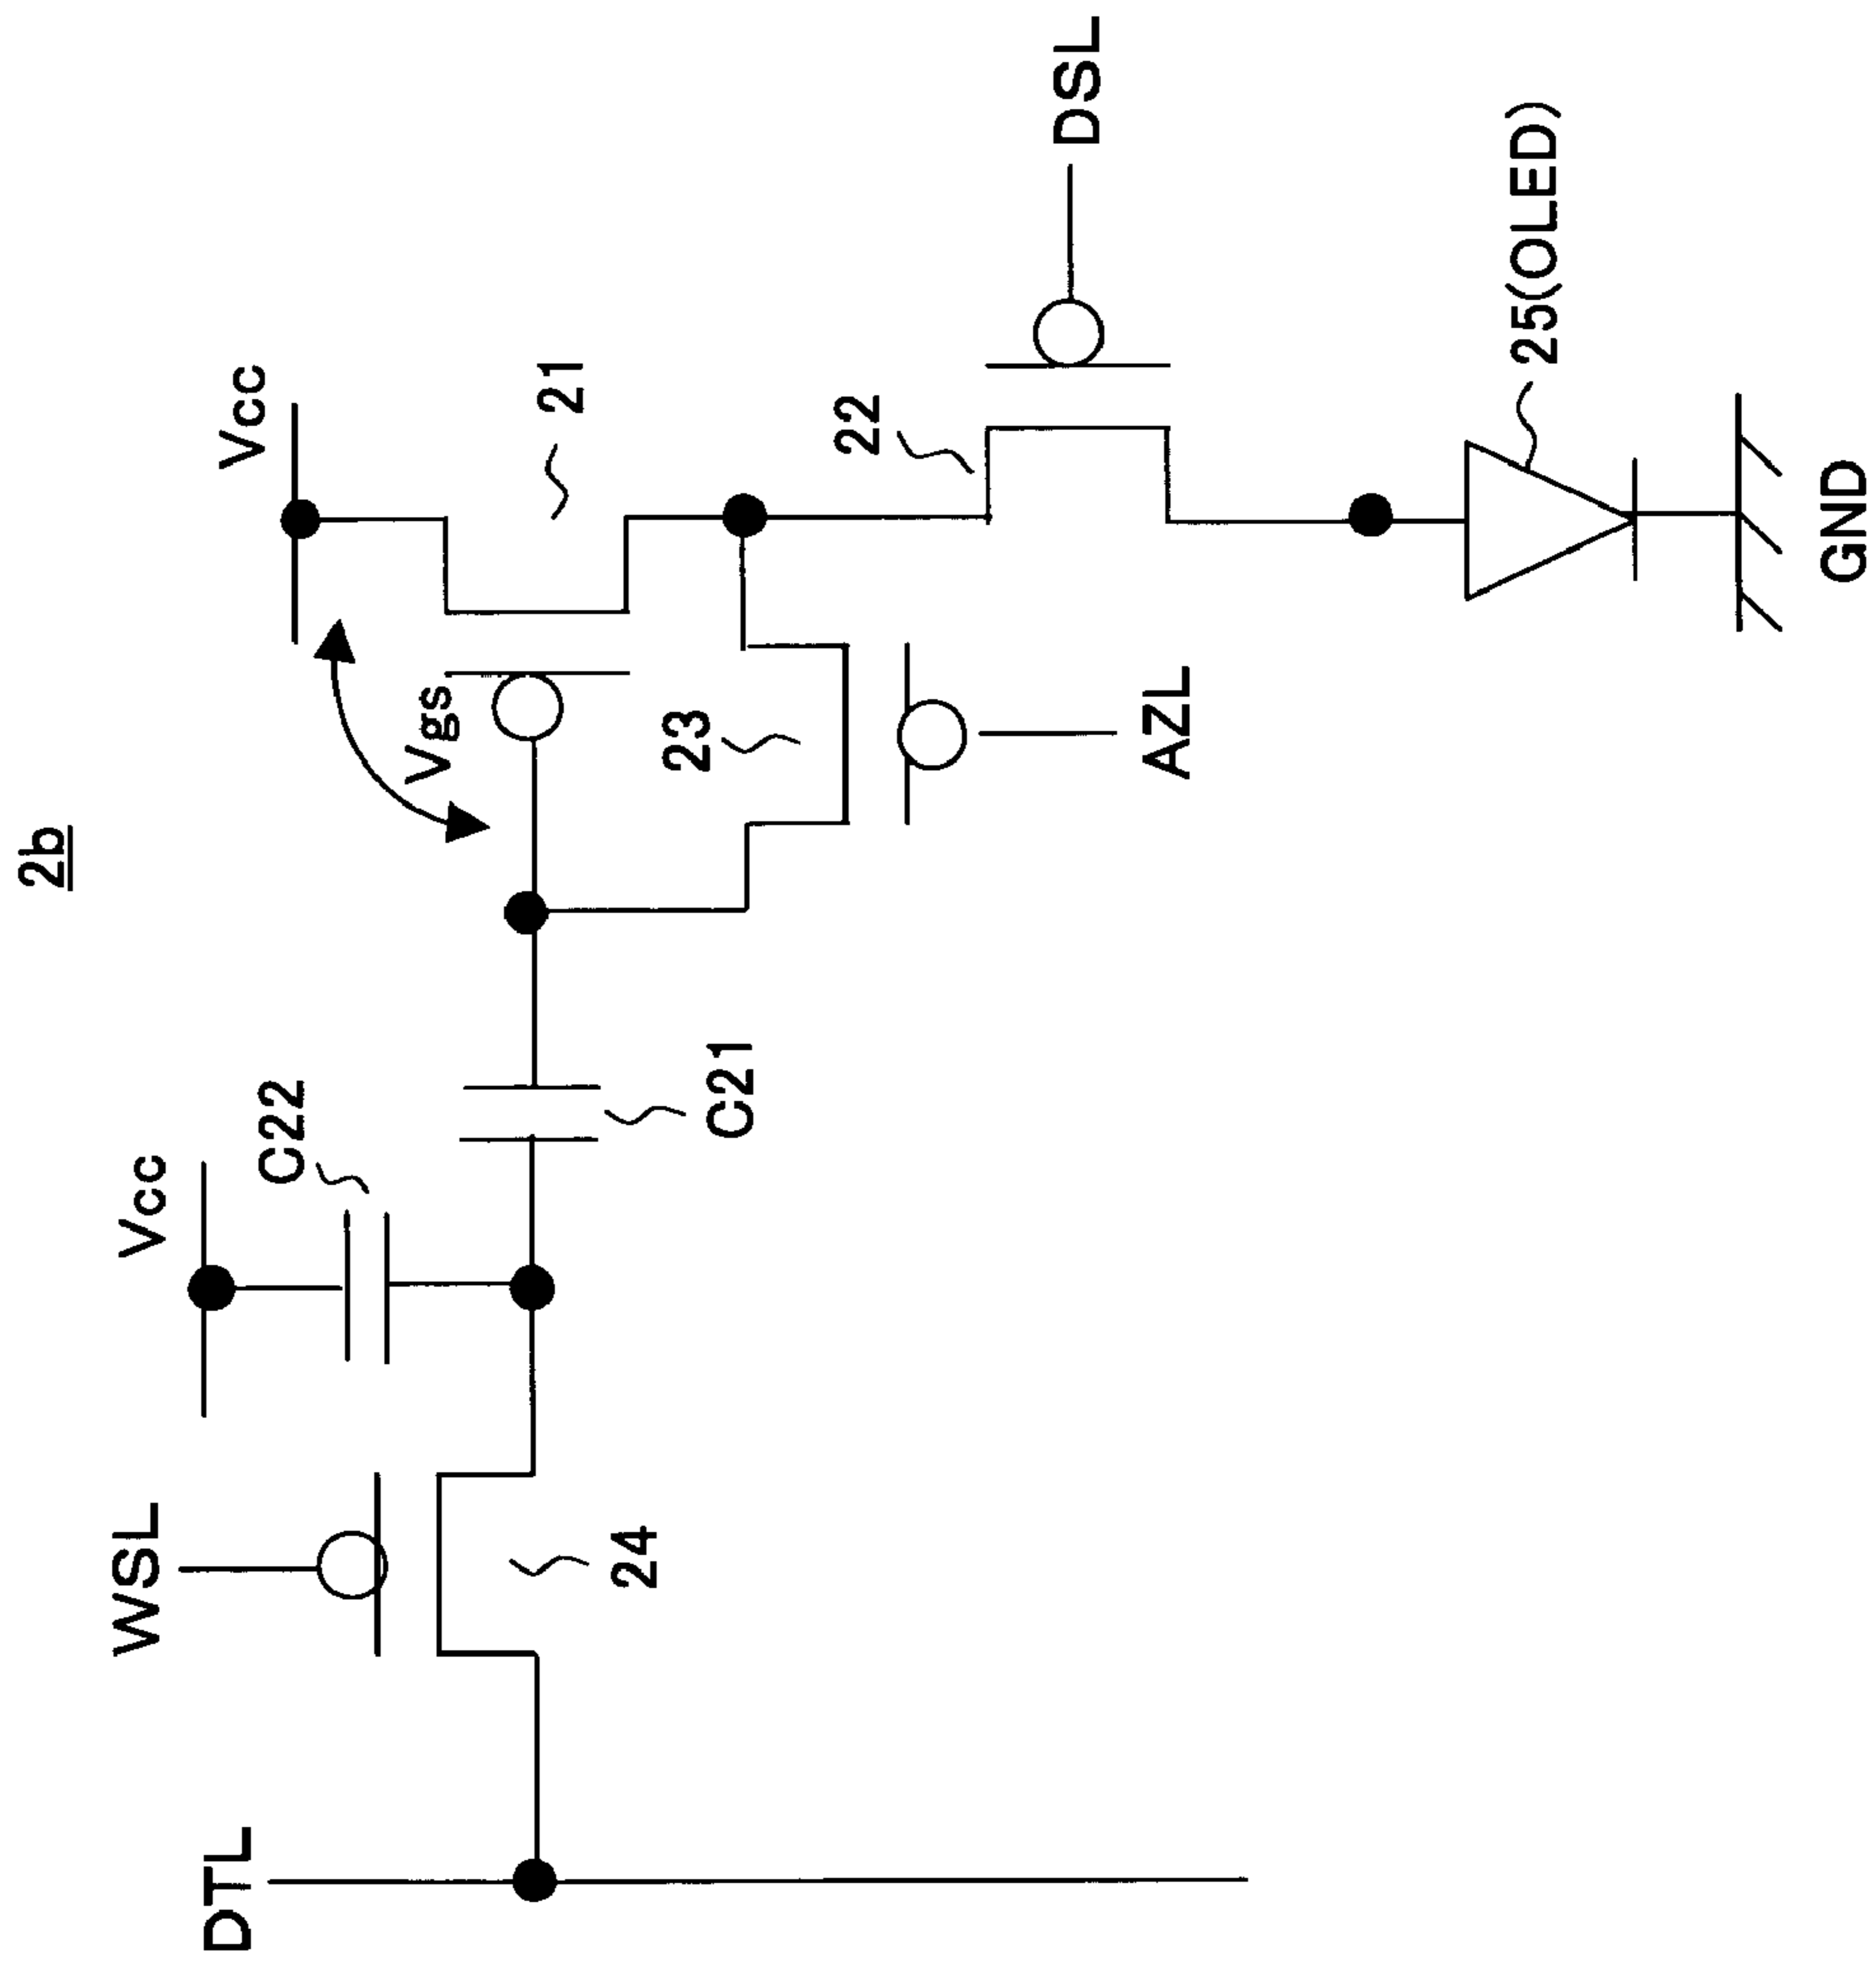 2b
Vcc
Vcc
DTL
WSL
C22
Vgs
21
C21
24
23
22
DSL
AZL
25(OLED)
GND